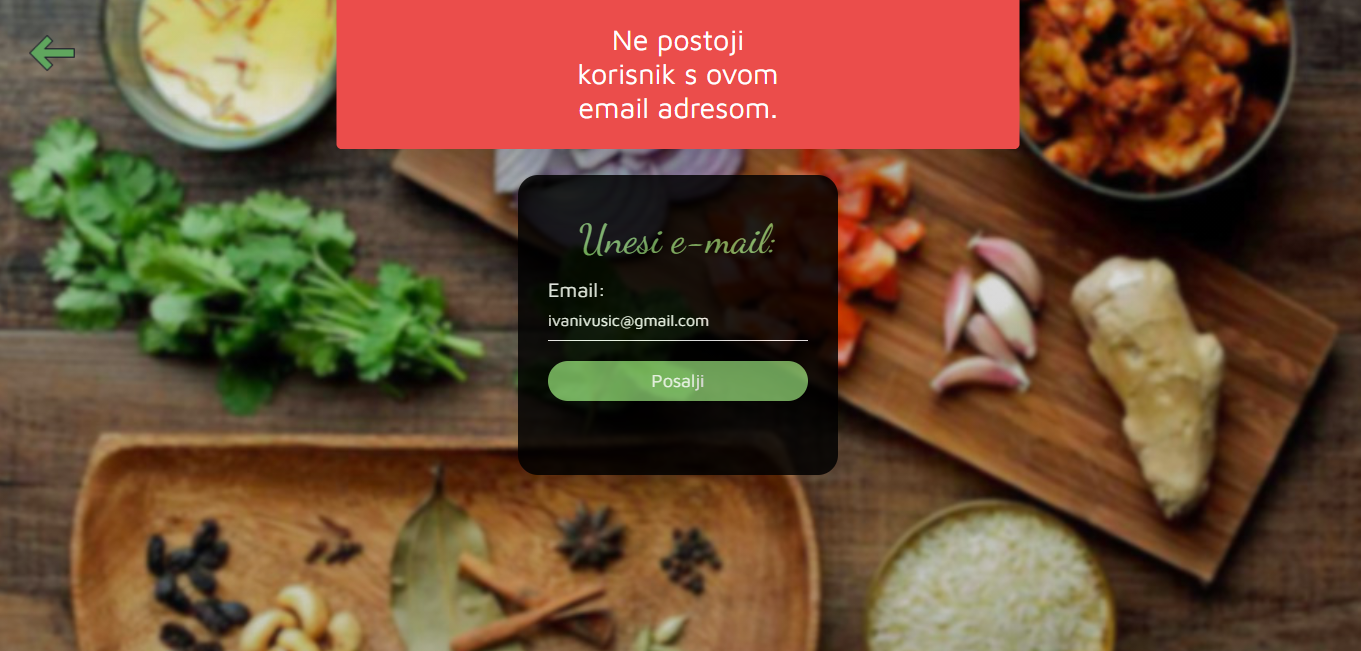 Ne postoji
korisnik s ovom
email adresom.
Unesi e-mail:
Email:
ivanivusic@gmail.com
Posalji